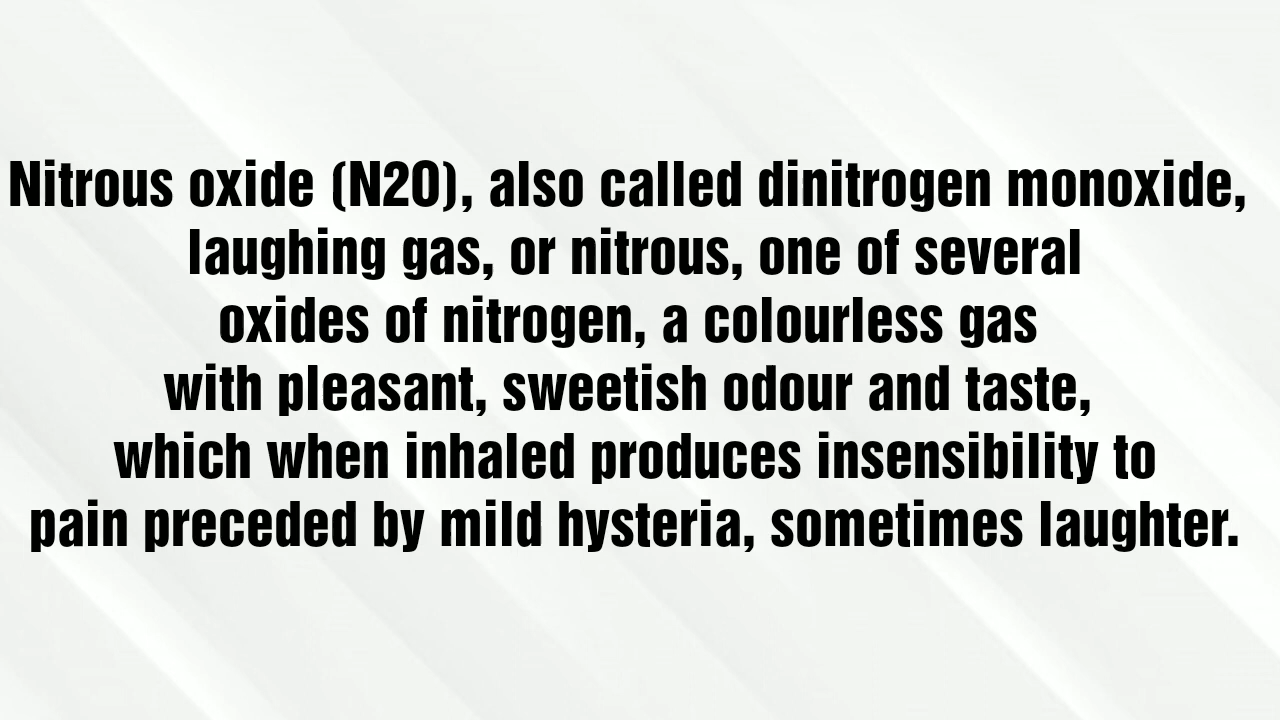 Nitrous oxide (N2O), also called dinitrogen monoxide,
laughing gas, or nitrous, one of several
oxides of nitrogen, a colourless gas
with pleasant, sweetish odour and taste,
which when inhaled produces insensibility to
pain preceded by mild hysteria, sometimes laughter.